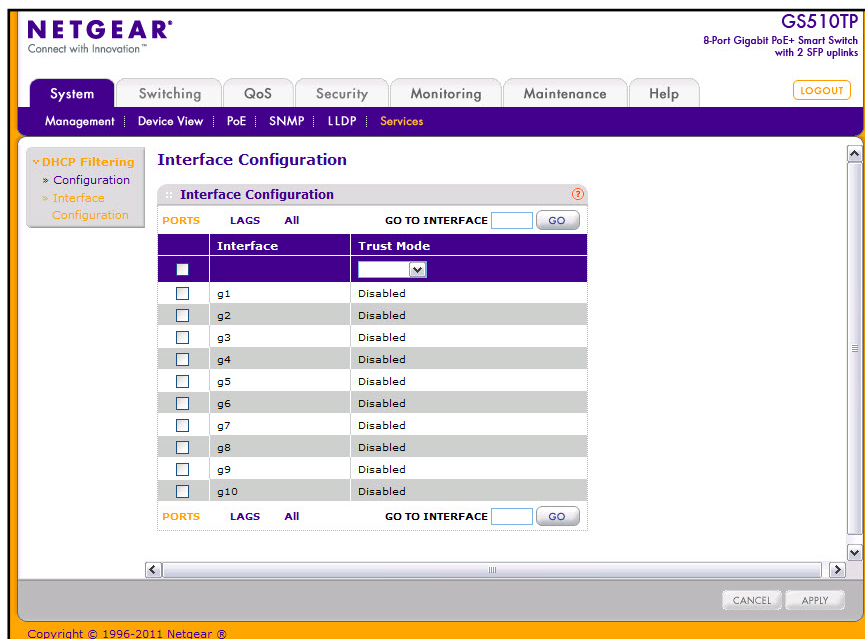 NETGEAR®
Connect with Innovation™
GS510TP
8-Port Gigabit PoE+ Smart Switch
with 2 SFP uplinks
System Switching QoS Security Monitoring Maintenance Help LOGOUT
Management Device View PoE SNMP LLDP Services
DHCP Filtering
» Configuration
» Interface
Configuration
Interface Configuration
Interface Configuration ?
PORTS LAGS All GO TO INTERFACE GO
Interface Trust Mode
g1 Disabled
g2 Disabled
g3 Disabled
g4 Disabled
g5 Disabled
g6 Disabled
g7 Disabled
g8 Disabled
g9 Disabled
g10 Disabled
PORTS LAGS All GO TO INTERFACE GO
CANCEL APPLY
Copyright © 1996-2011 Netgear ®